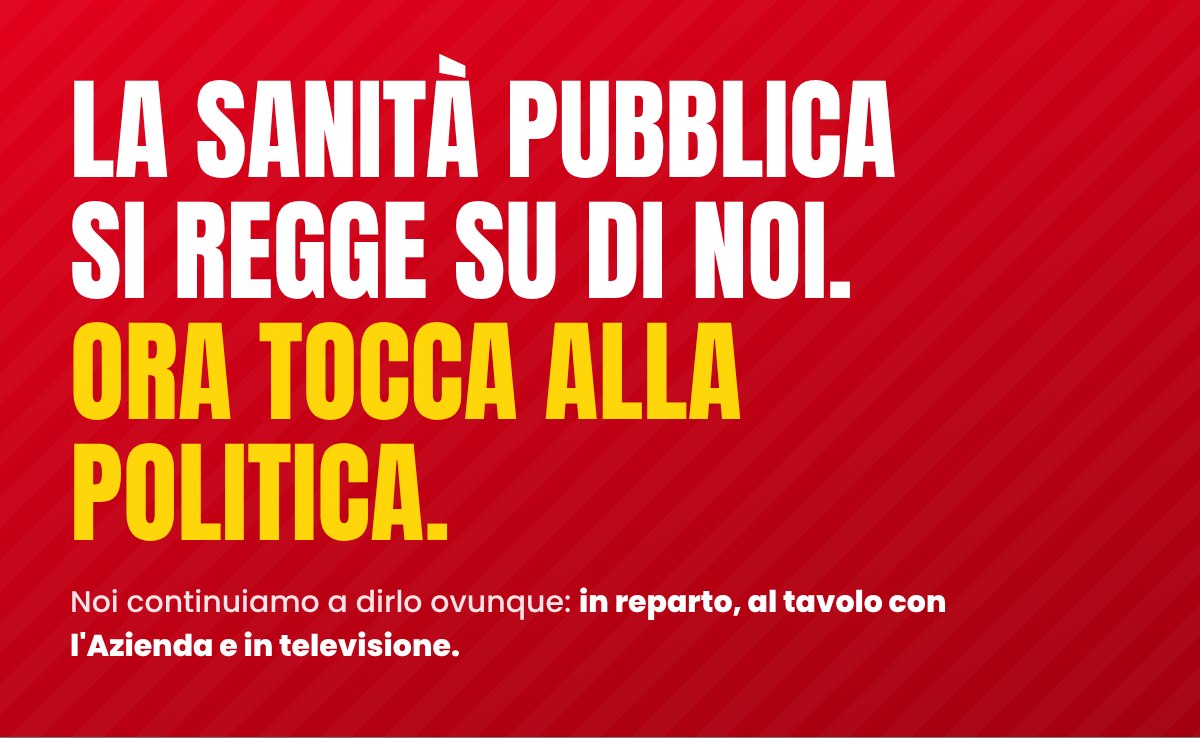 LA SANITÀ PUBBLICA
SI REGGE SU DI NOI.
ORA TOCCA ALLA
POLITICA.
Noi continuiamo a dirlo ovunque: in reparto, al tavolo con
l'Azienda e in televisione.